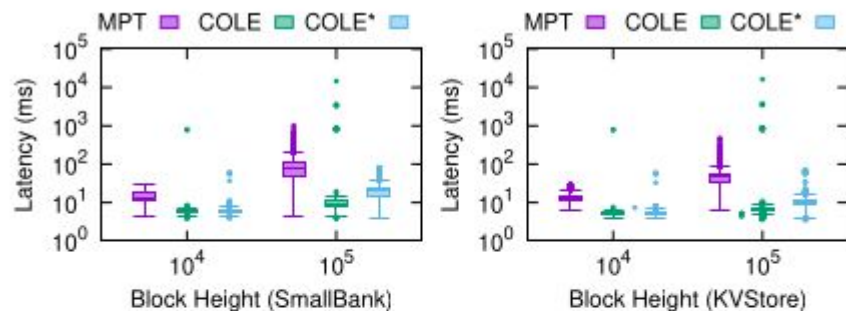 MPT COLE COLE*
10^5
10^4
10^3
10^2
10^1
10^0
Latency (ms)
10^4 10^5
Block Height (SmallBank)
MPT COLE COLE*
10^5
10^4
10^3
10^2
10^1
10^0
Latency (ms)
10^4 10^5
Block Height (KVStore)